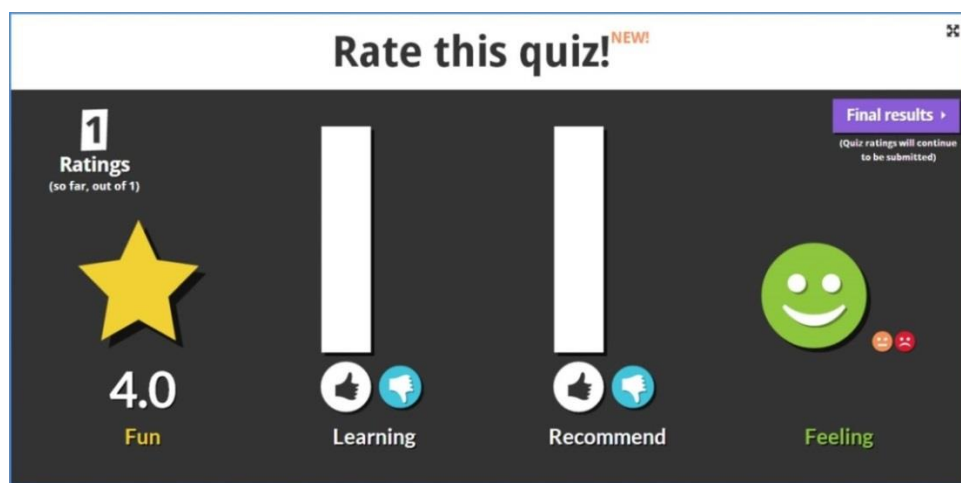 Rate this quiz! NEW!
1
Ratings
(so far, out of 1)
Final results ›
(Quiz ratings will continue
to be submitted)
4.0
Fun
Learning
Recommend
Feeling